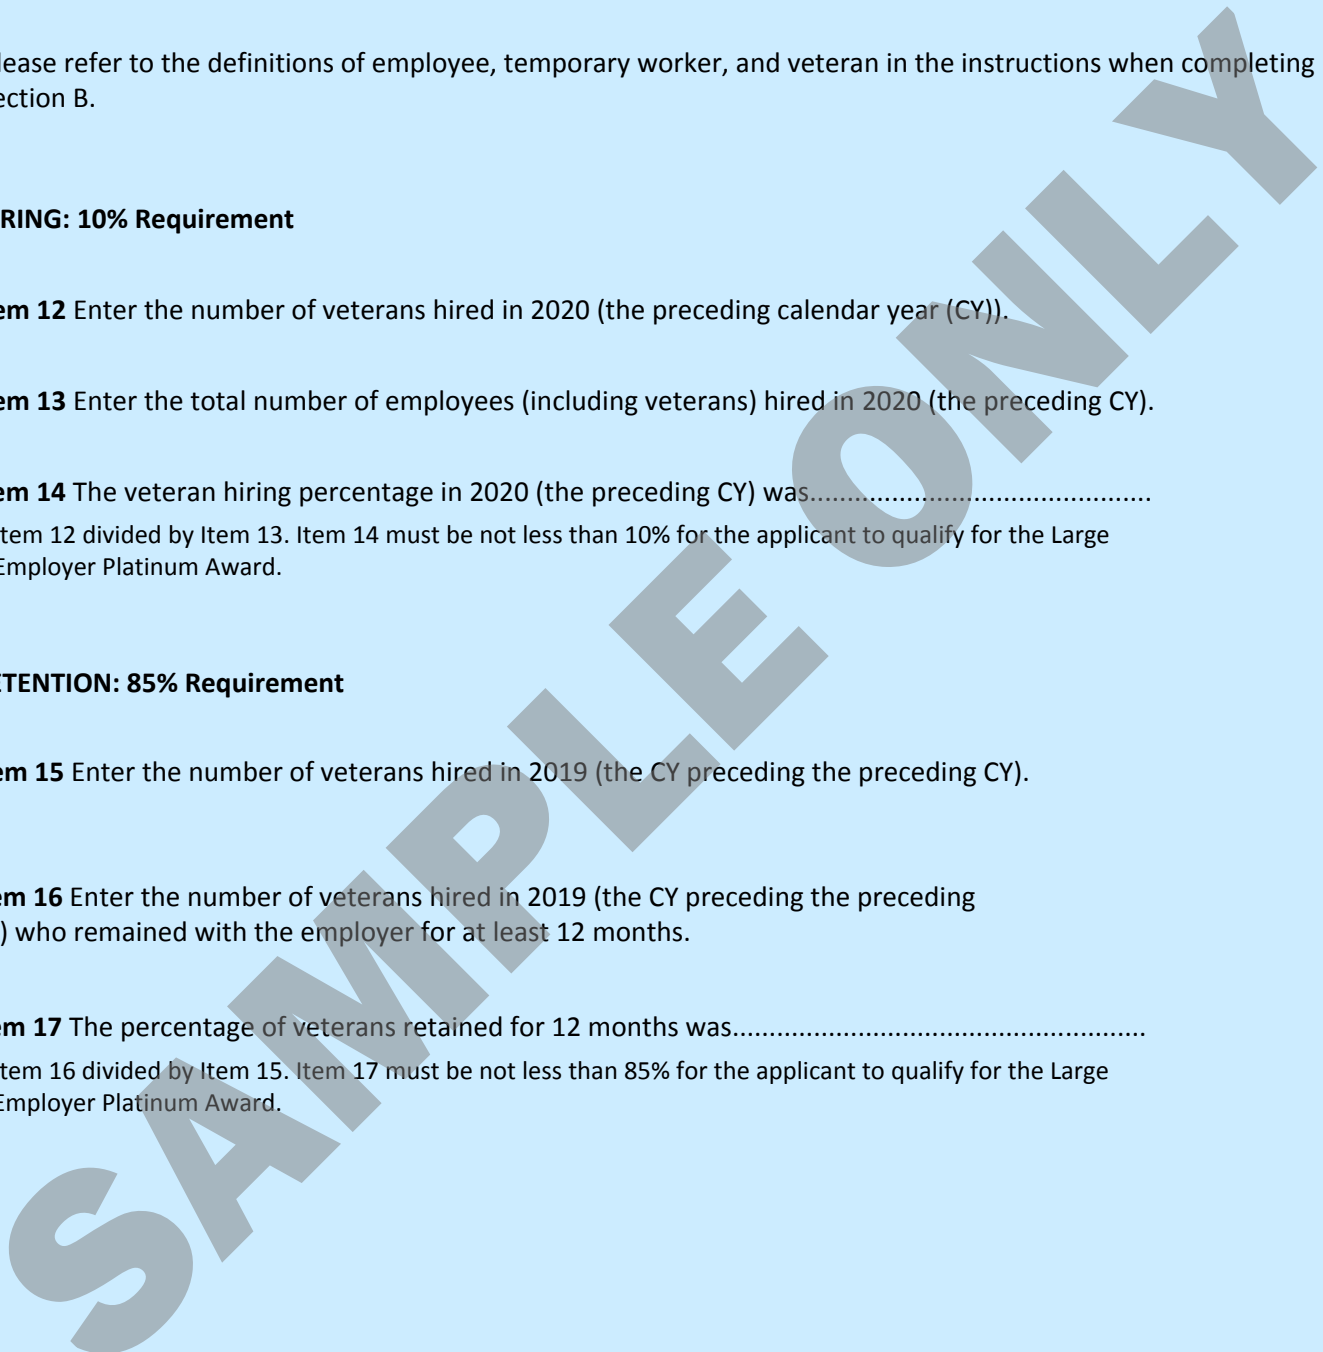 lease refer to the definitions of employee, temporary worker, and veteran in the instructions when completing
ection B.
RING: 10% Requirement
em 12 Enter the number of veterans hired in 2020 (the preceding calendar year (CY)).
em 13 Enter the total number of employees (including veterans) hired in 2020 (the preceding CY).
em 14 The veteran hiring percentage in 2020 (the preceding CY) was..............................................
tem 12 divided by Item 13. Item 14 must be not less than 10% for the applicant to qualify for the Large
Employer Platinum Award.
ETENTION: 85% Requirement
em 15 Enter the number of veterans hired in 2019 (the CY preceding the preceding CY).
em 16 Enter the number of veterans hired in 2019 (the CY preceding the preceding
) who remained with the employer for at least 12 months.
em 17 The percentage of veterans retained for 12 months was........................................................
tem 16 divided by Item 15. Item 17 must be not less than 85% for the applicant to qualify for the Large
Employer Platinum Award.
SAMPLE ONLY